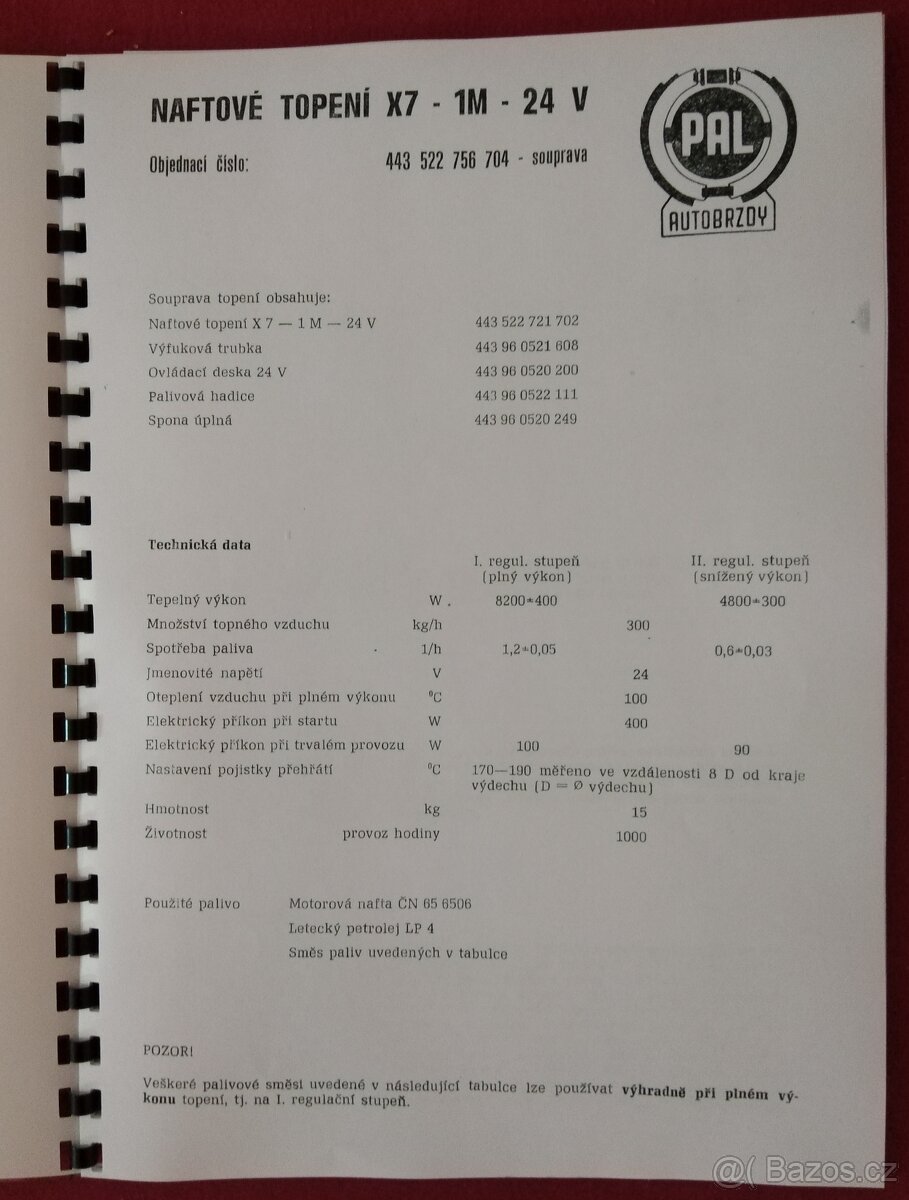 NAFTOVÉ TOPENÍ X7 - 1M - 24 V
Objednací číslo: 443 522 756 704 - souprava
PAL
AUTOBRZDY
Souprava topení obsahuje:
Naftové topení X 7 — 1 M — 24 V 443 522 721 702
Výfuková trubka 443 96 0521 608
Ovládací deska 24 V 443 96 0520 200
Palivová hadice 443 96 0522 111
Spona úplná 443 96 0520 249
Technická data
I. regul. stupeň II. regul. stupeň
(plný výkon) (snížený výkon)
Tepelný výkon W 8200±400 4800±300
Množství topného vzduchu kg/h 300
Spotřeba paliva l/h 1,2±0,05 0,6±0,03
Jmenovité napětí V 24
Oteplení vzduchu při plném výkonu °C 100
Elektrický příkon při startu W 400
Elektrický příkon při trvalém provozu W 100 90
Nastavení pojistky přehřátí °C 170—190 měřeno ve vzdálenosti 8 D od kraje
výdechu (D = Ø výdechu)
Hmotnost kg 15
Životnost provoz hodiny 1000
Použité palivo Motorová nafta ČN 65 6506
Letecký petrolej LP 4
Směs paliv uvedených v tabulce
POZOR!
Veškeré palivové směsi uvedené v následující tabulce lze používat výhradně při plném vý-
konu topení, tj. na I. regulační stupeň.
@( Bazos.cz